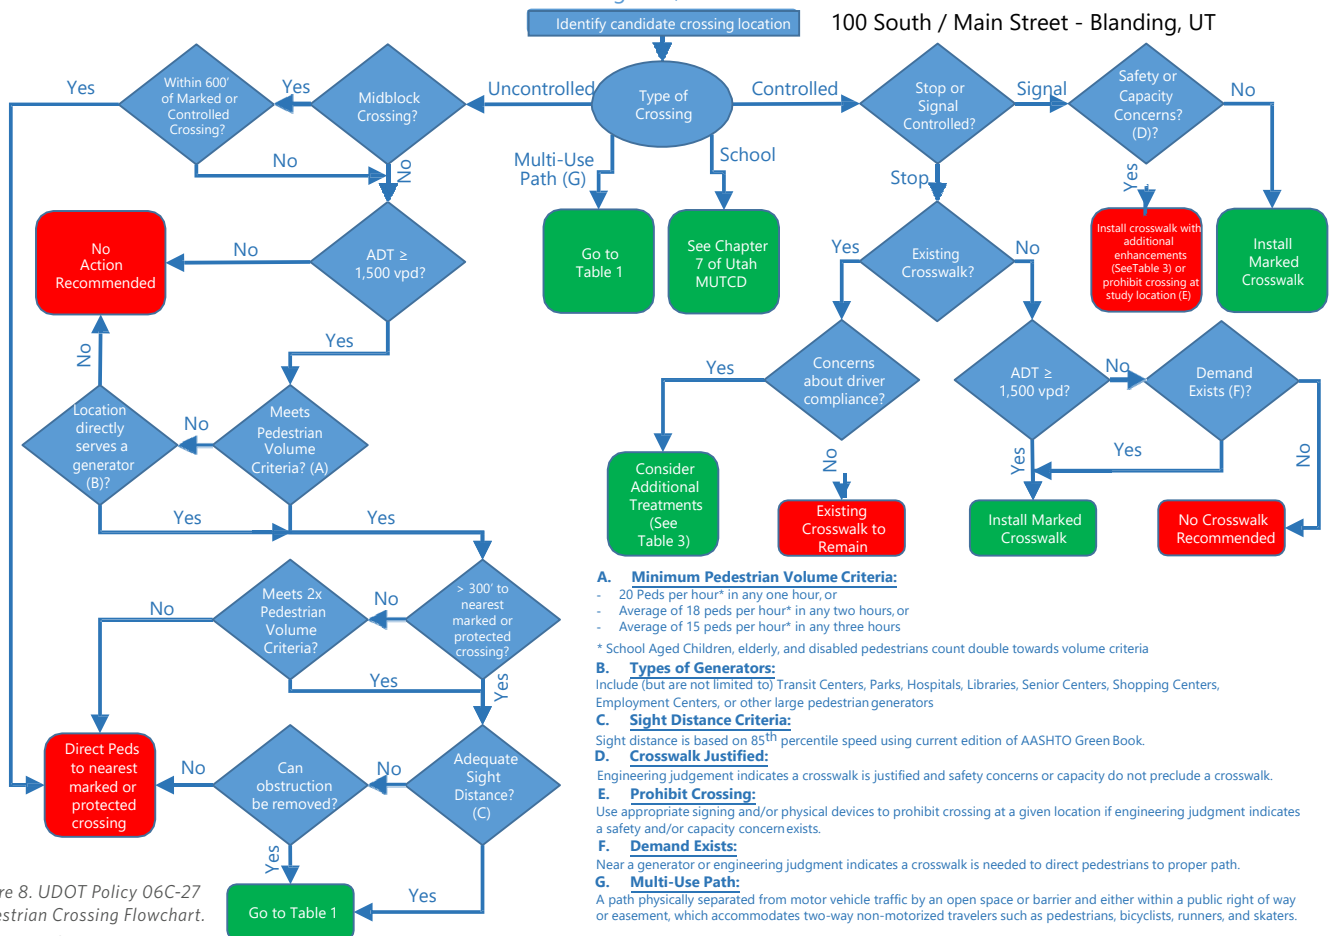 Identify candidate crossing location
100 South / Main Street - Blanding, UT
Yes
Within 600'
of Marked or
Controlled
Crossing?
Yes
Midblock
Crossing?
Uncontrolled
Type of
Crossing
Controlled
Stop or
Signal
Controlled?
Signal
Safety or
Capacity
Concerns?
(D)?
No
No
No
Multi-Use
Path (G)
School
Stop
Yes
No
Action
Recommended
No
ADT ≥
1,500 vpd?
Go to
Table 1
See Chapter
7 of Utah
MUTCD
Yes
Existing
Crosswalk?
No
Install crosswalk with
additional
enhancements
(SeeTable 3) or
prohibit crossing at
study location (E)
Install
Marked
Crosswalk
No
Yes
Yes
Concerns
about driver
compliance?
ADT ≥
1,500 vpd?
No
Demand
Exists (F)?
Location
directly
serves a
generator
(B)?
No
Meets
Pedestrian
Volume
Criteria? (A)
No
Yes
Yes
No
Yes
Yes
Consider
Additional
Treatments
(See
Table 3)
Existing
Crosswalk to
Remain
Install Marked
Crosswalk
No Crosswalk
Recommended
No
Meets 2x
Pedestrian
Volume
Criteria?
No
> 300' to
nearest
marked or
protected
crossing?
Yes
Yes
Direct Peds
to nearest
marked or
protected
crossing
No
Can
obstruction
be removed?
No
Adequate
Sight
Distance?
(C)
Yes
Yes
Go to Table 1
A. Minimum Pedestrian Volume Criteria:
- 20 Peds per hour* in any one hour, or
- Average of 18 peds per hour* in any two hours, or
- Average of 15 peds per hour* in any three hours
* School Aged Children, elderly, and disabled pedestrians count double towards volume criteria
B. Types of Generators:
Include (but are not limited to) Transit Centers, Parks, Hospitals, Libraries, Senior Centers, Shopping Centers,
Employment Centers, or other large pedestrian generators
C. Sight Distance Criteria:
Sight distance is based on 85th percentile speed using current edition of AASHTO Green Book.
D. Crosswalk Justified:
Engineering judgement indicates a crosswalk is justified and safety concerns or capacity do not preclude a crosswalk.
E. Prohibit Crossing:
Use appropriate signing and/or physical devices to prohibit crossing at a given location if engineering judgment indicates
a safety and/or capacity concern exists.
F. Demand Exists:
Near a generator or engineering judgment indicates a crosswalk is needed to direct pedestrians to proper path.
G. Multi-Use Path:
A path physically separated from motor vehicle traffic by an open space or barrier and either within a public right of way
or easement, which accommodates two-way non-motorized travelers such as pedestrians, bicyclists, runners, and skaters.
re 8. UDOT Policy 06C-27
estrian Crossing Flowchart.